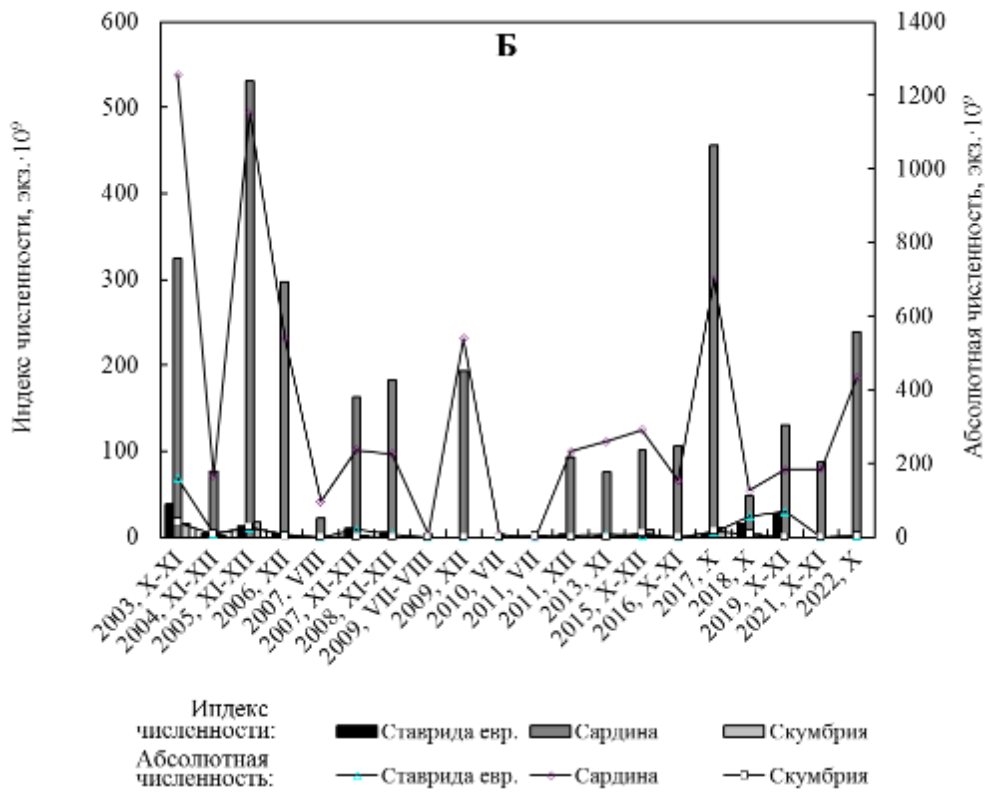 600
500
400
300
200
100
0
Индекс численности, экз.·10⁹
Б
1400
1200
1000
800
600
400
200
0
Абсолютная численность, экз.·10⁹
2003, X-XI
2004, XI-XII
2005, XI-XII
2006, XII
2007, VIII
2007, XI-XII
2008, XI-XII
2009, VII-VIII
2009, XII
2010, VII
2011, VII
2011, XII
2013, XI
2015, X-XII
2016, X-XI
2017, X
2018, X
2019, X-XI
2021, X-XI
2022, X
Индекс
численности:
Ставрида евр.
Сардина
Скумбрия
Абсолютная
численность:
Ставрида евр.
Сардина
Скумбрия